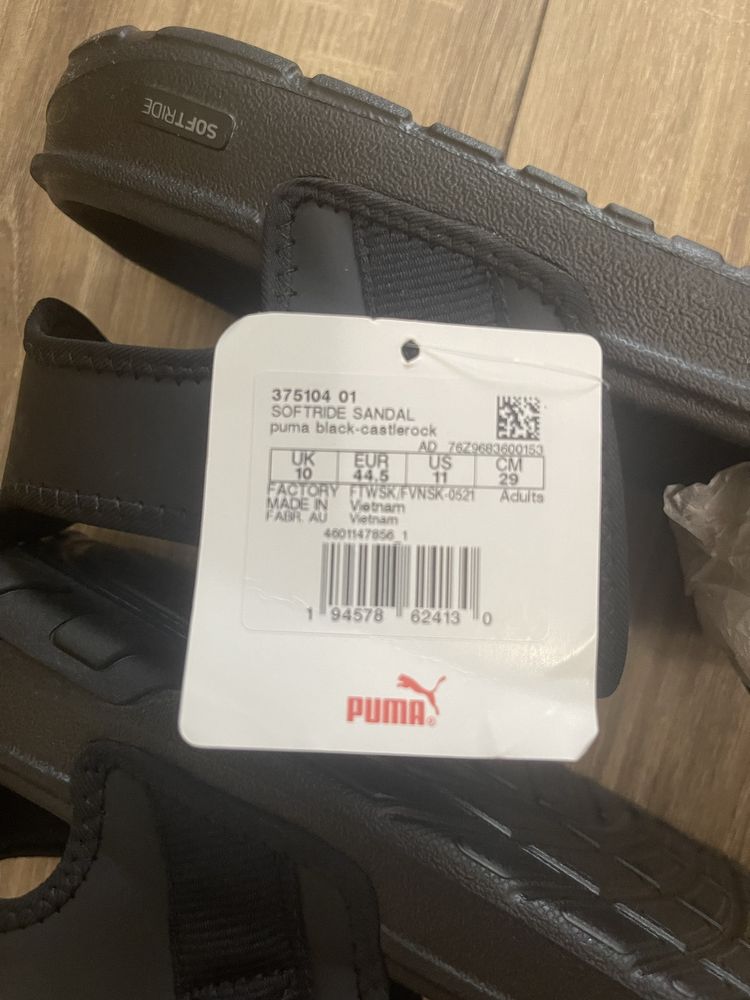 SOFTRIDE
375104 01
SOFTRIDE SANDAL
puma black-castlerock
AD 76Z9683600153
UK EUR US CM
10 44.5 11 29
FACTORY FTWSK/FVNSK-0521 Adults
MADE IN Vietnam
FABR. AU Vietnam
4601147856_1
1 94578 62413 0
PUMA®